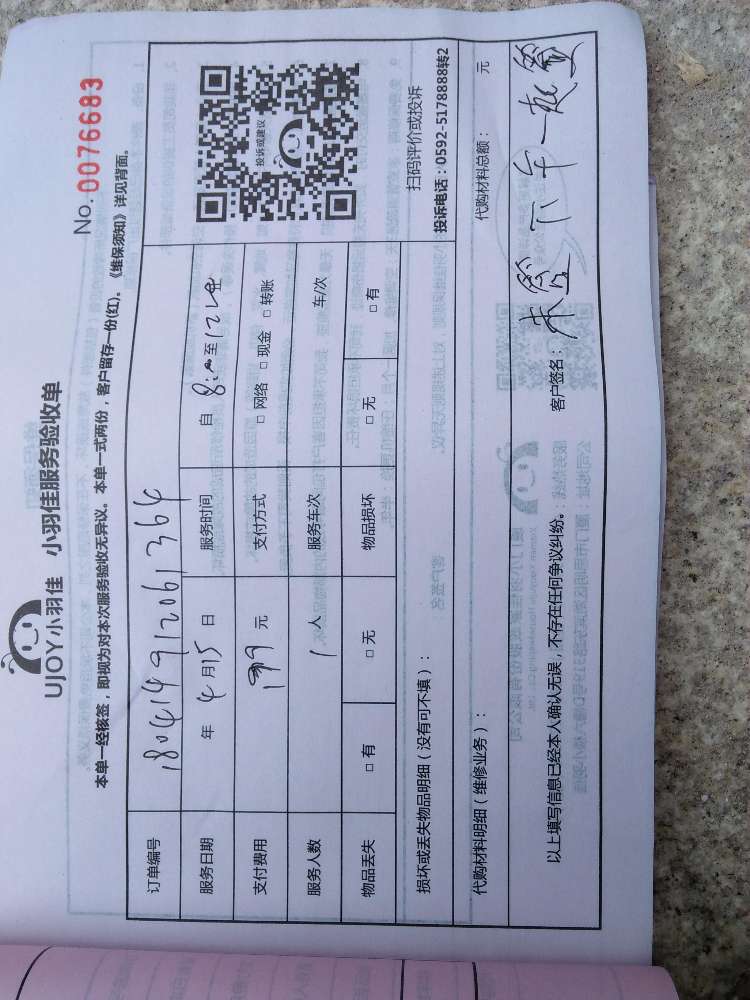 UJOY小羽佳 小羽佳服务验收单
No. 0076683
本单一经核签，即视为对本次服务验收无异议。本单一式两份，客户留存一份(红)。《维保须知》详见背面。
订单编号 180414912061364
服务日期 年 4月15日 服务时间 自 8: 至 12
支付费用 199 元 支付方式 □网络 □现金 □转账
服务人数 1人 服务车次 车/次
物品丢失 □有 □无 物品损坏 □无 □有
投诉或建议
扫码评价或投诉
投诉电话：0592-5178888转2
损坏或丢失物品明细（没有可不填）：
代购材料明细（维修业务）： 代购材料总额： 元
以上填写信息已经本人确认无误，不存在任何争议纠纷。 客户签名： 未签 下午一起签